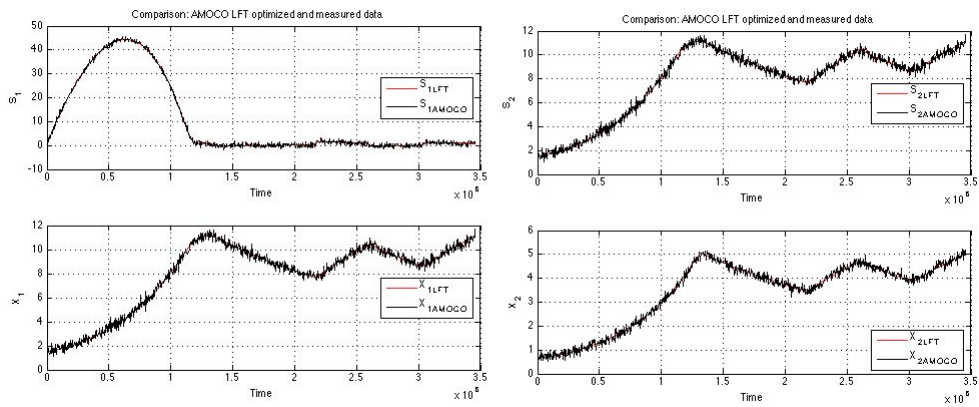 Comparison: AMOCO LFT optimized and measured data
50
40
30
20
10
0
-10
S1
S1LFT
S1AMOCO
0 0.5 1 1.5 2 2.5 3 3.5
Time
x 10^5
Comparison: AMOCO LFT optimized and measured data
12
10
8
6
4
2
0
S2
S2LFT
S2AMOCO
0 0.5 1 1.5 2 2.5 3 3.5
Time
x 10^5
12
10
8
6
4
2
0
X1
X1LFT
X1AMOCO
0 0.5 1 1.5 2 2.5 3 3.5
Time
x 10^5
6
5
4
3
2
1
0
X2
X2LFT
X2AMOCO
0 0.5 1 1.5 2 2.5 3 3.5
Time
x 10^5